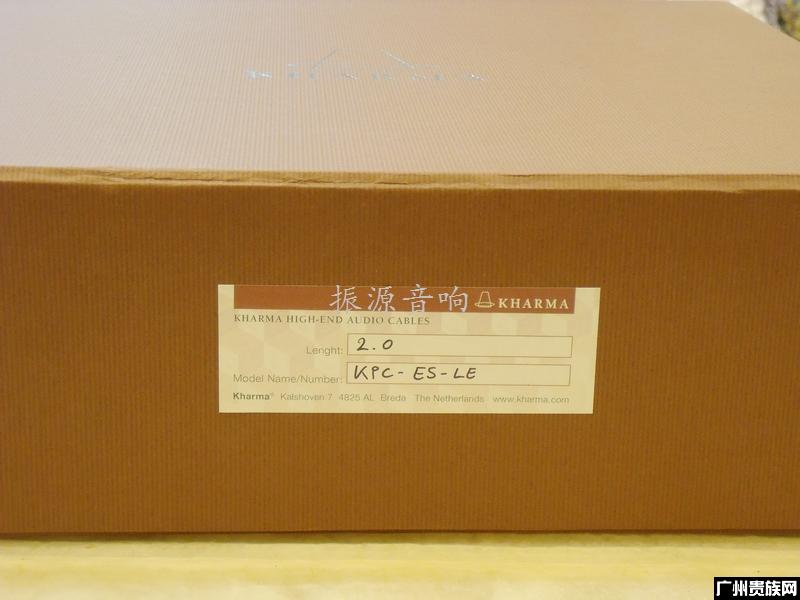 KHARMA
振源音响
KHARMA
KHARMA HIGH-END AUDIO CABLES
Lenght: 2.0
Model Name/Number: KPC-ES-LE
Kharma® Kalshoven 7 4825 AL Breda The Netherlands www.kharma.com
广州贵族网